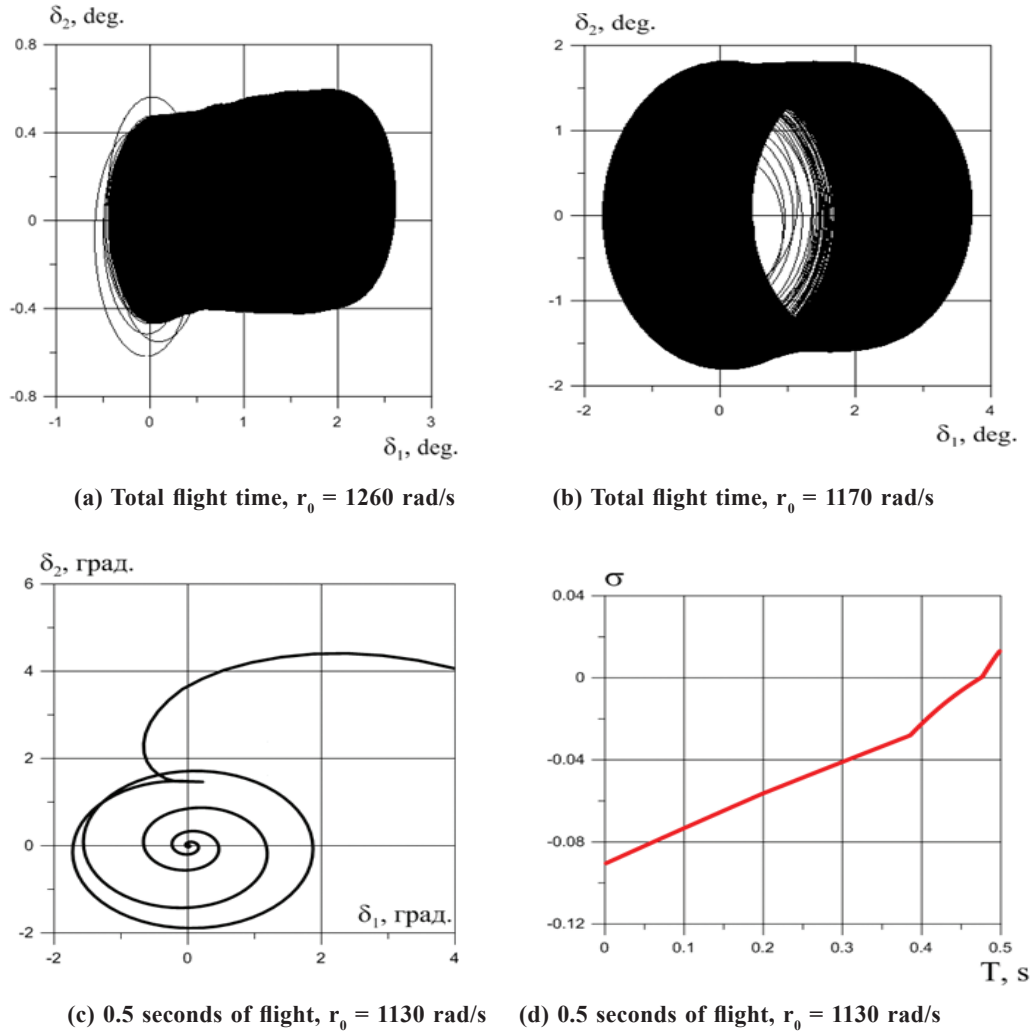 δ₂, deg.
0.8
0.4
0
-0.4
-0.8
-1 0 1 2 3
δ₁, deg.
δ₂, deg.
2
1
0
-1
-2
-2 0 2 4
δ₁, deg.
(a) Total flight time, r₀ = 1260 rad/s
(b) Total flight time, r₀ = 1170 rad/s
δ₂, град.
6
4
2
0
-2
-2 0 2 4
δ₁, град.
σ
0.04
0
-0.04
-0.08
-0.12
0 0.1 0.2 0.3 0.4 0.5
T, s
(c) 0.5 seconds of flight, r₀ = 1130 rad/s
(d) 0.5 seconds of flight, r₀ = 1130 rad/s